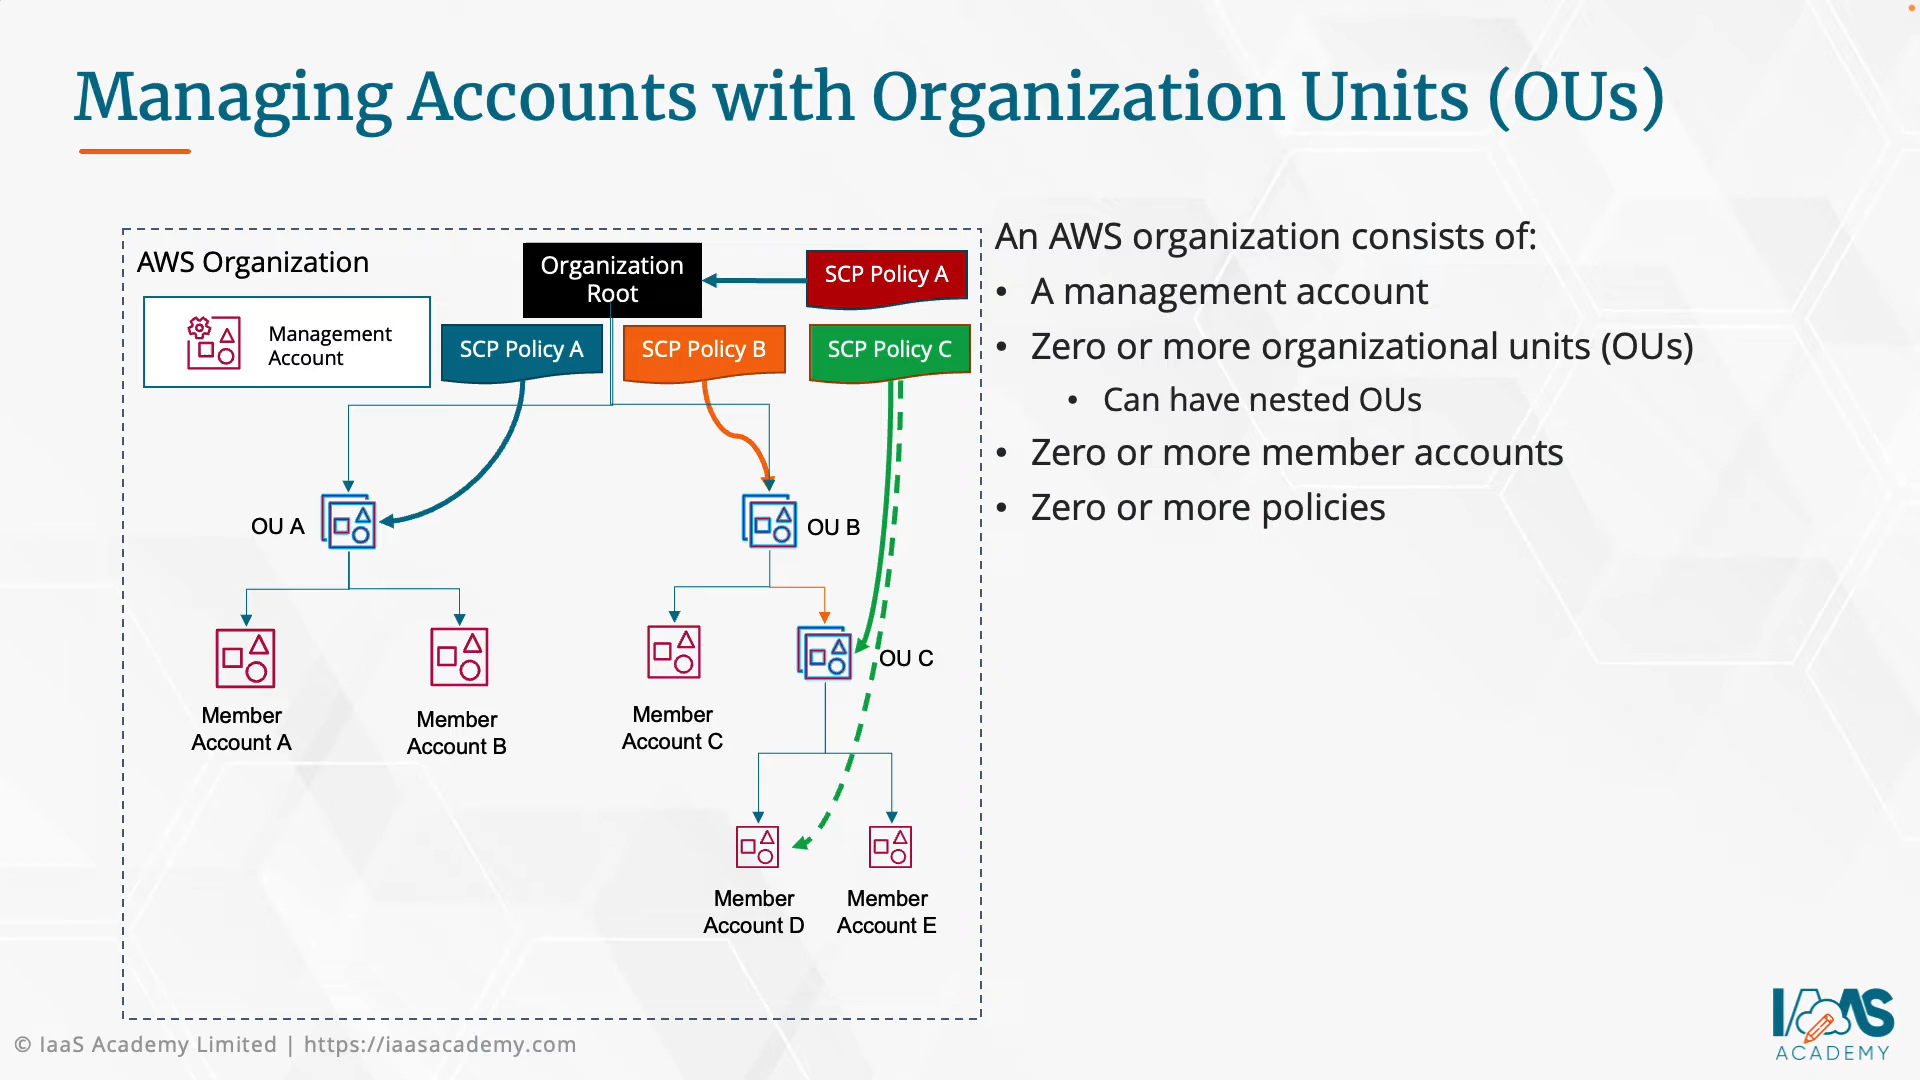 Managing Accounts with Organization Units (OUs)
AWS Organization
Organization
Root
SCP Policy A
Management
Account
SCP Policy A
SCP Policy B
SCP Policy C
OU A
OU B
OU C
Member
Account A
Member
Account B
Member
Account C
Member
Account D
Member
Account E
An AWS organization consists of:
• A management account
• Zero or more organizational units (OUs)
• Can have nested OUs
• Zero or more member accounts
• Zero or more policies
© IaaS Academy Limited | https://iaasacademy.com
IAAS
ACADEMY